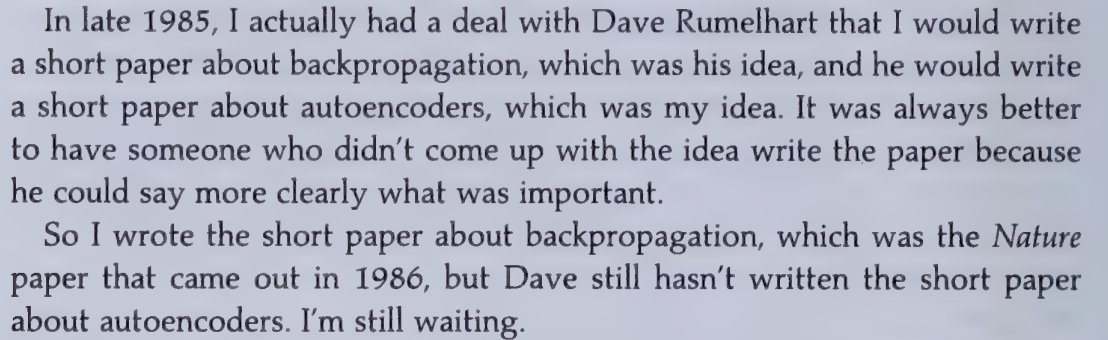 In late 1985, I actually had a deal with Dave Rumelhart that I would write
a short paper about backpropagation, which was his idea, and he would write
a short paper about autoencoders, which was my idea. It was always better
to have someone who didn't come up with the idea write the paper because
he could say more clearly what was important.
So I wrote the short paper about backpropagation, which was the Nature
paper that came out in 1986, but Dave still hasn't written the short paper
about autoencoders. I'm still waiting.